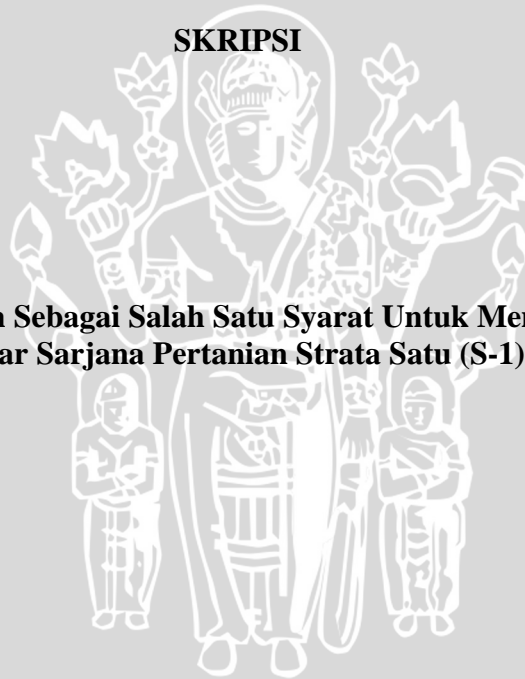 SKRIPSI
Sebagai Salah Satu Syarat Untuk
Sarjana Pertanian Strata Satu (S-1)